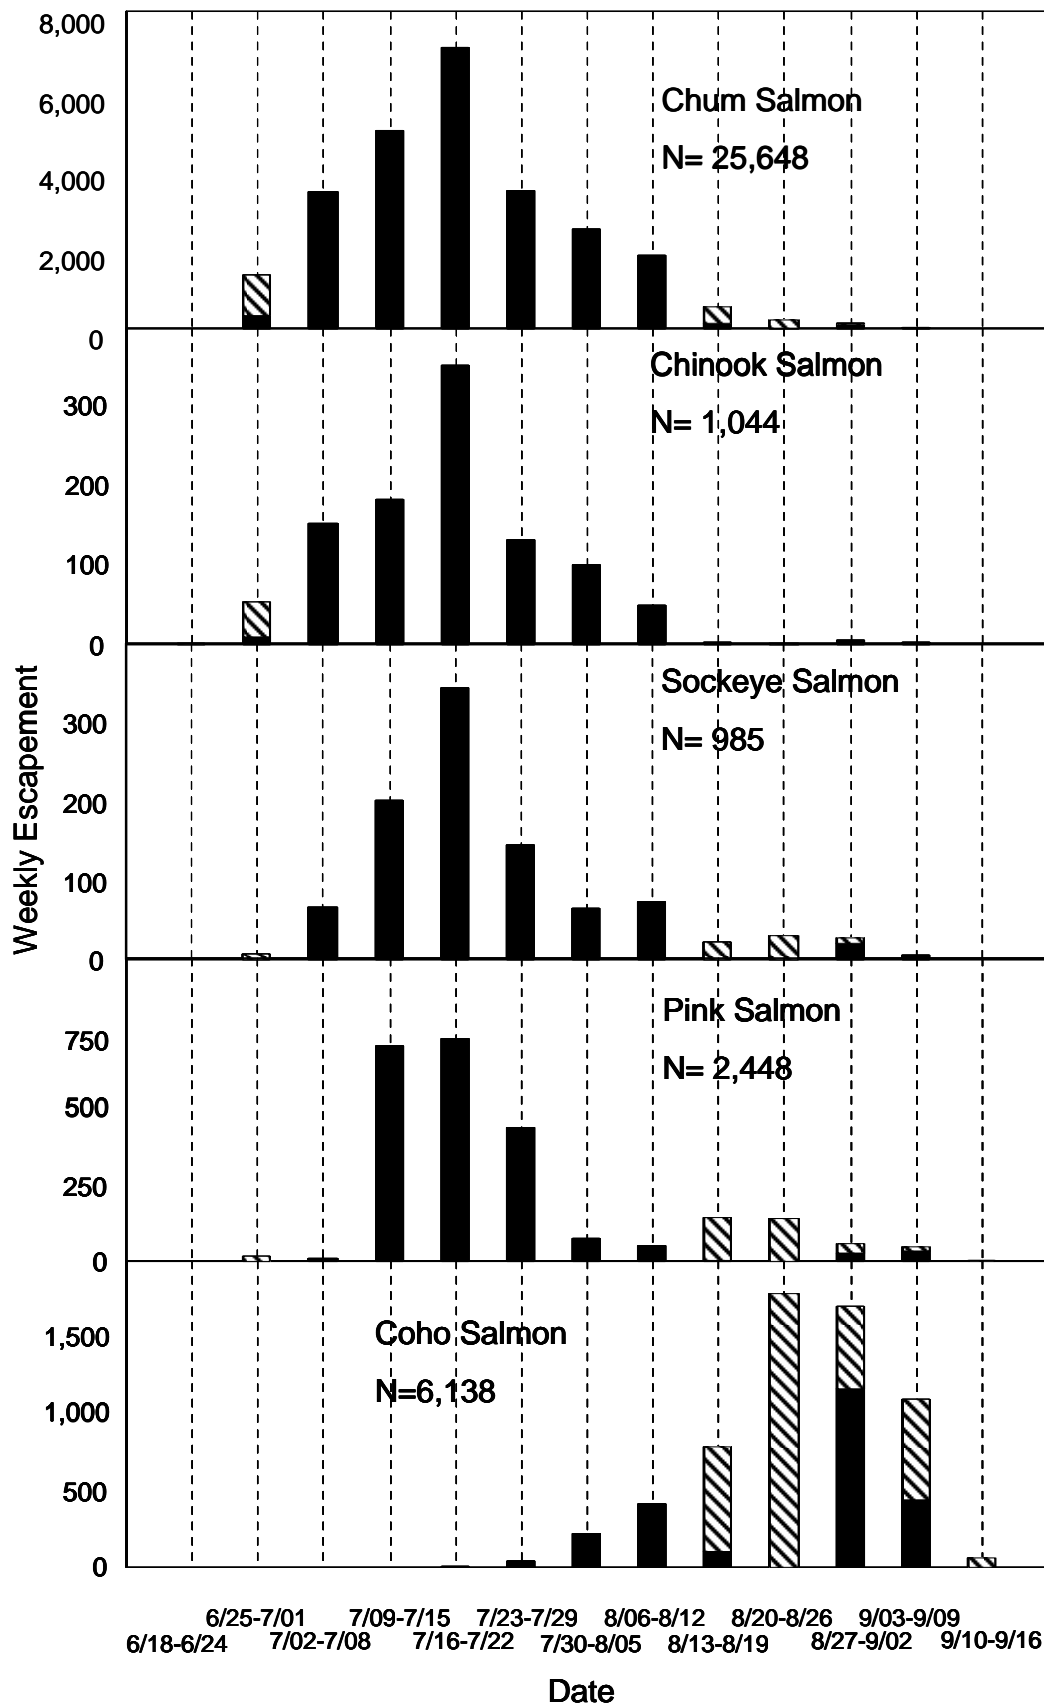 8,000
6,000
Chum Salmon
N= 25,648
4,000
2,000
0
Chinook Salmon
300
N= 1,044
200
100
0
Sockeye Salmon
300
N= 985
200
100
0
Weekly Escapement
Pink Salmon
750
N= 2,448
500
250
0
Coho Salmon
1,500
N=6,138
1,000
500
0
6/25-7/01 7/09-7/15 7/23-7/29 8/06-8/12 8/20-8/26 9/03-9/09
6/18-6/24 7/02-7/08 7/16-7/22 7/30-8/05 8/13-8/19 8/27-9/02 9/10-9/16
Date